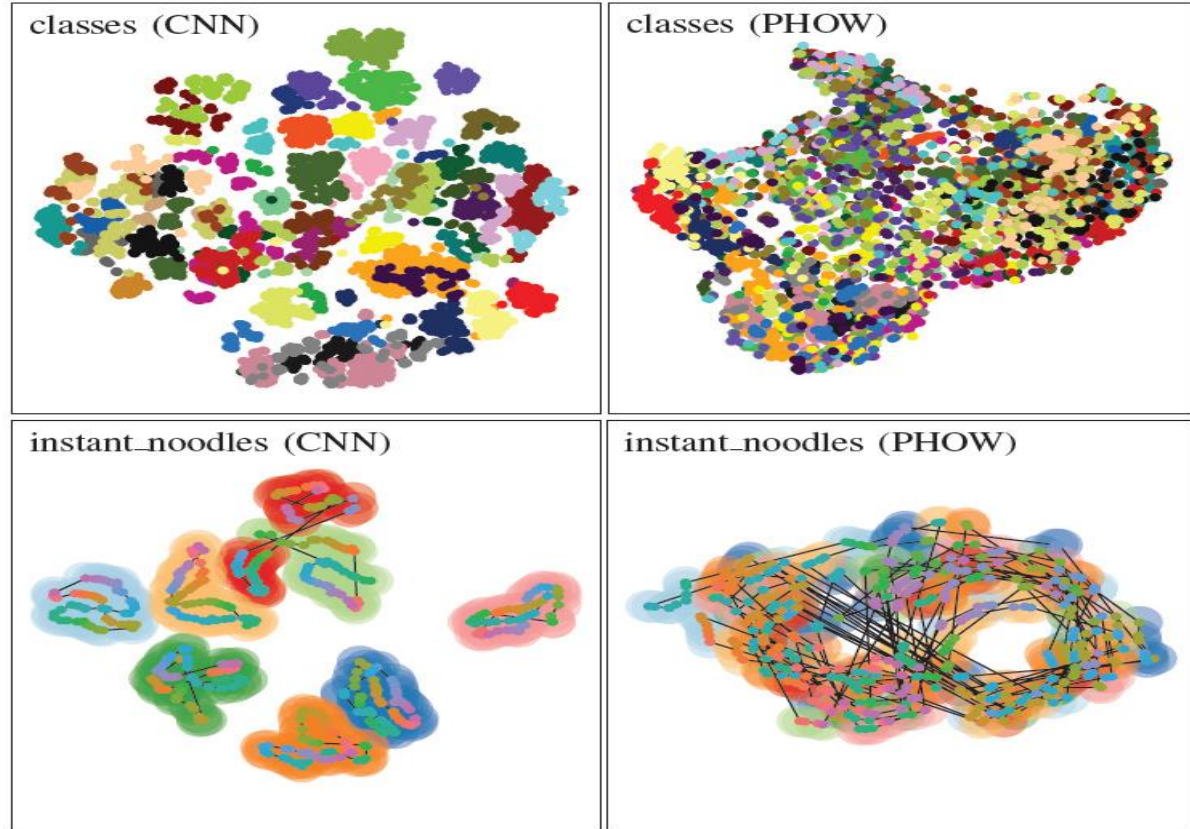 classes (CNN)
classes (PHOW)
instant_noodles (CNN)
instant_noodles (PHOW)